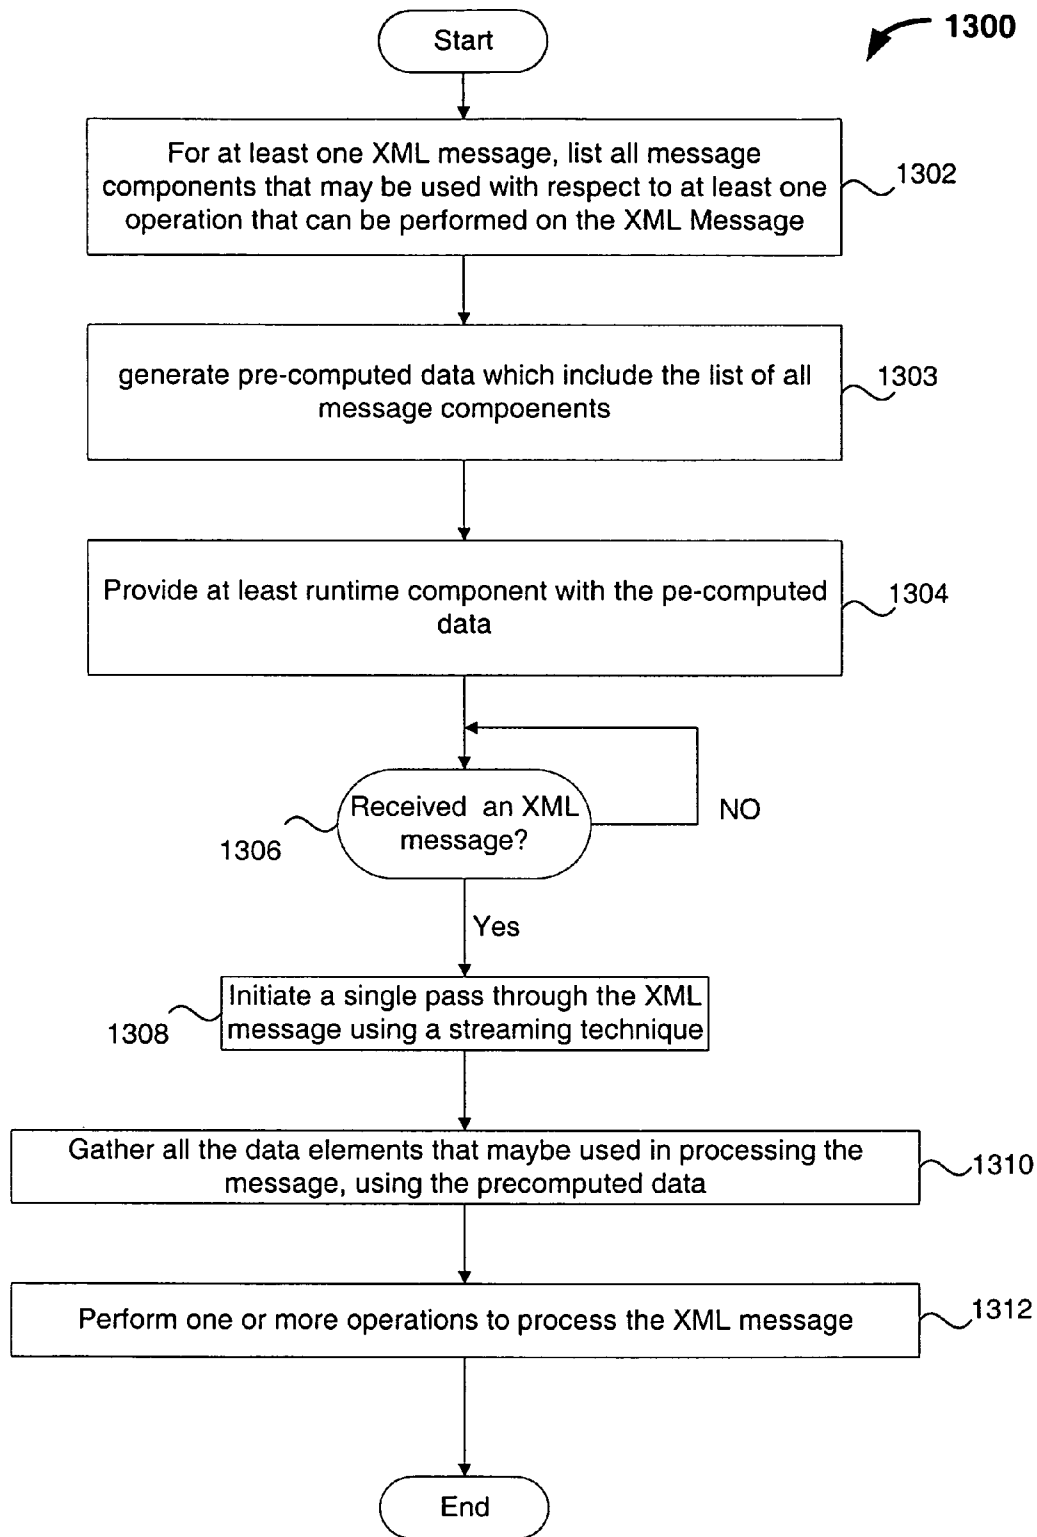 Start
1300
For at least one XML message, list all message
components that may be used with respect to at least one
operation that can be performed on the XML Message
1302
generate pre-computed data which include the list of all
message compoenents
1303
Provide at least runtime component with the pe-computed
data
1304
Received an XML
message?
1306
NO
Yes
Initiate a single pass through the XML
message using a streaming technique
1308
Gather all the data elements that maybe used in processing the
message, using the precomputed data
1310
Perform one or more operations to process the XML message
1312
End